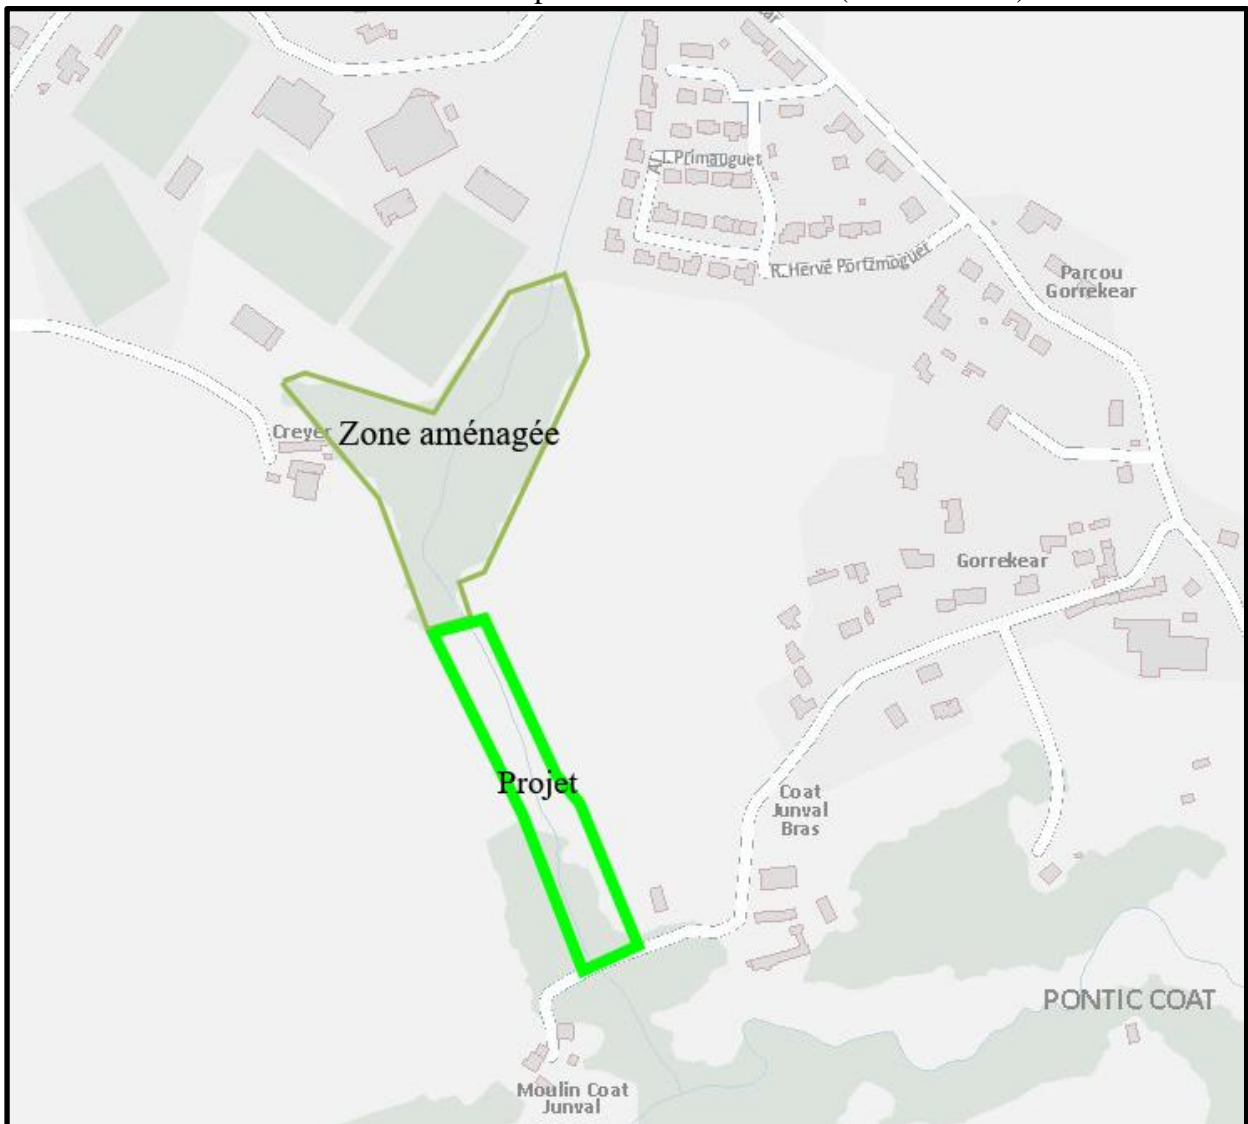 Al. Primauguet
R. Hervé Portzmoguer
Parcou
Gorrekear
Creyer
Zone aménagée
Gorrekear
Projet
Coat
Junval
Bras
PONTIC COAT
Moulin Coat
Junval